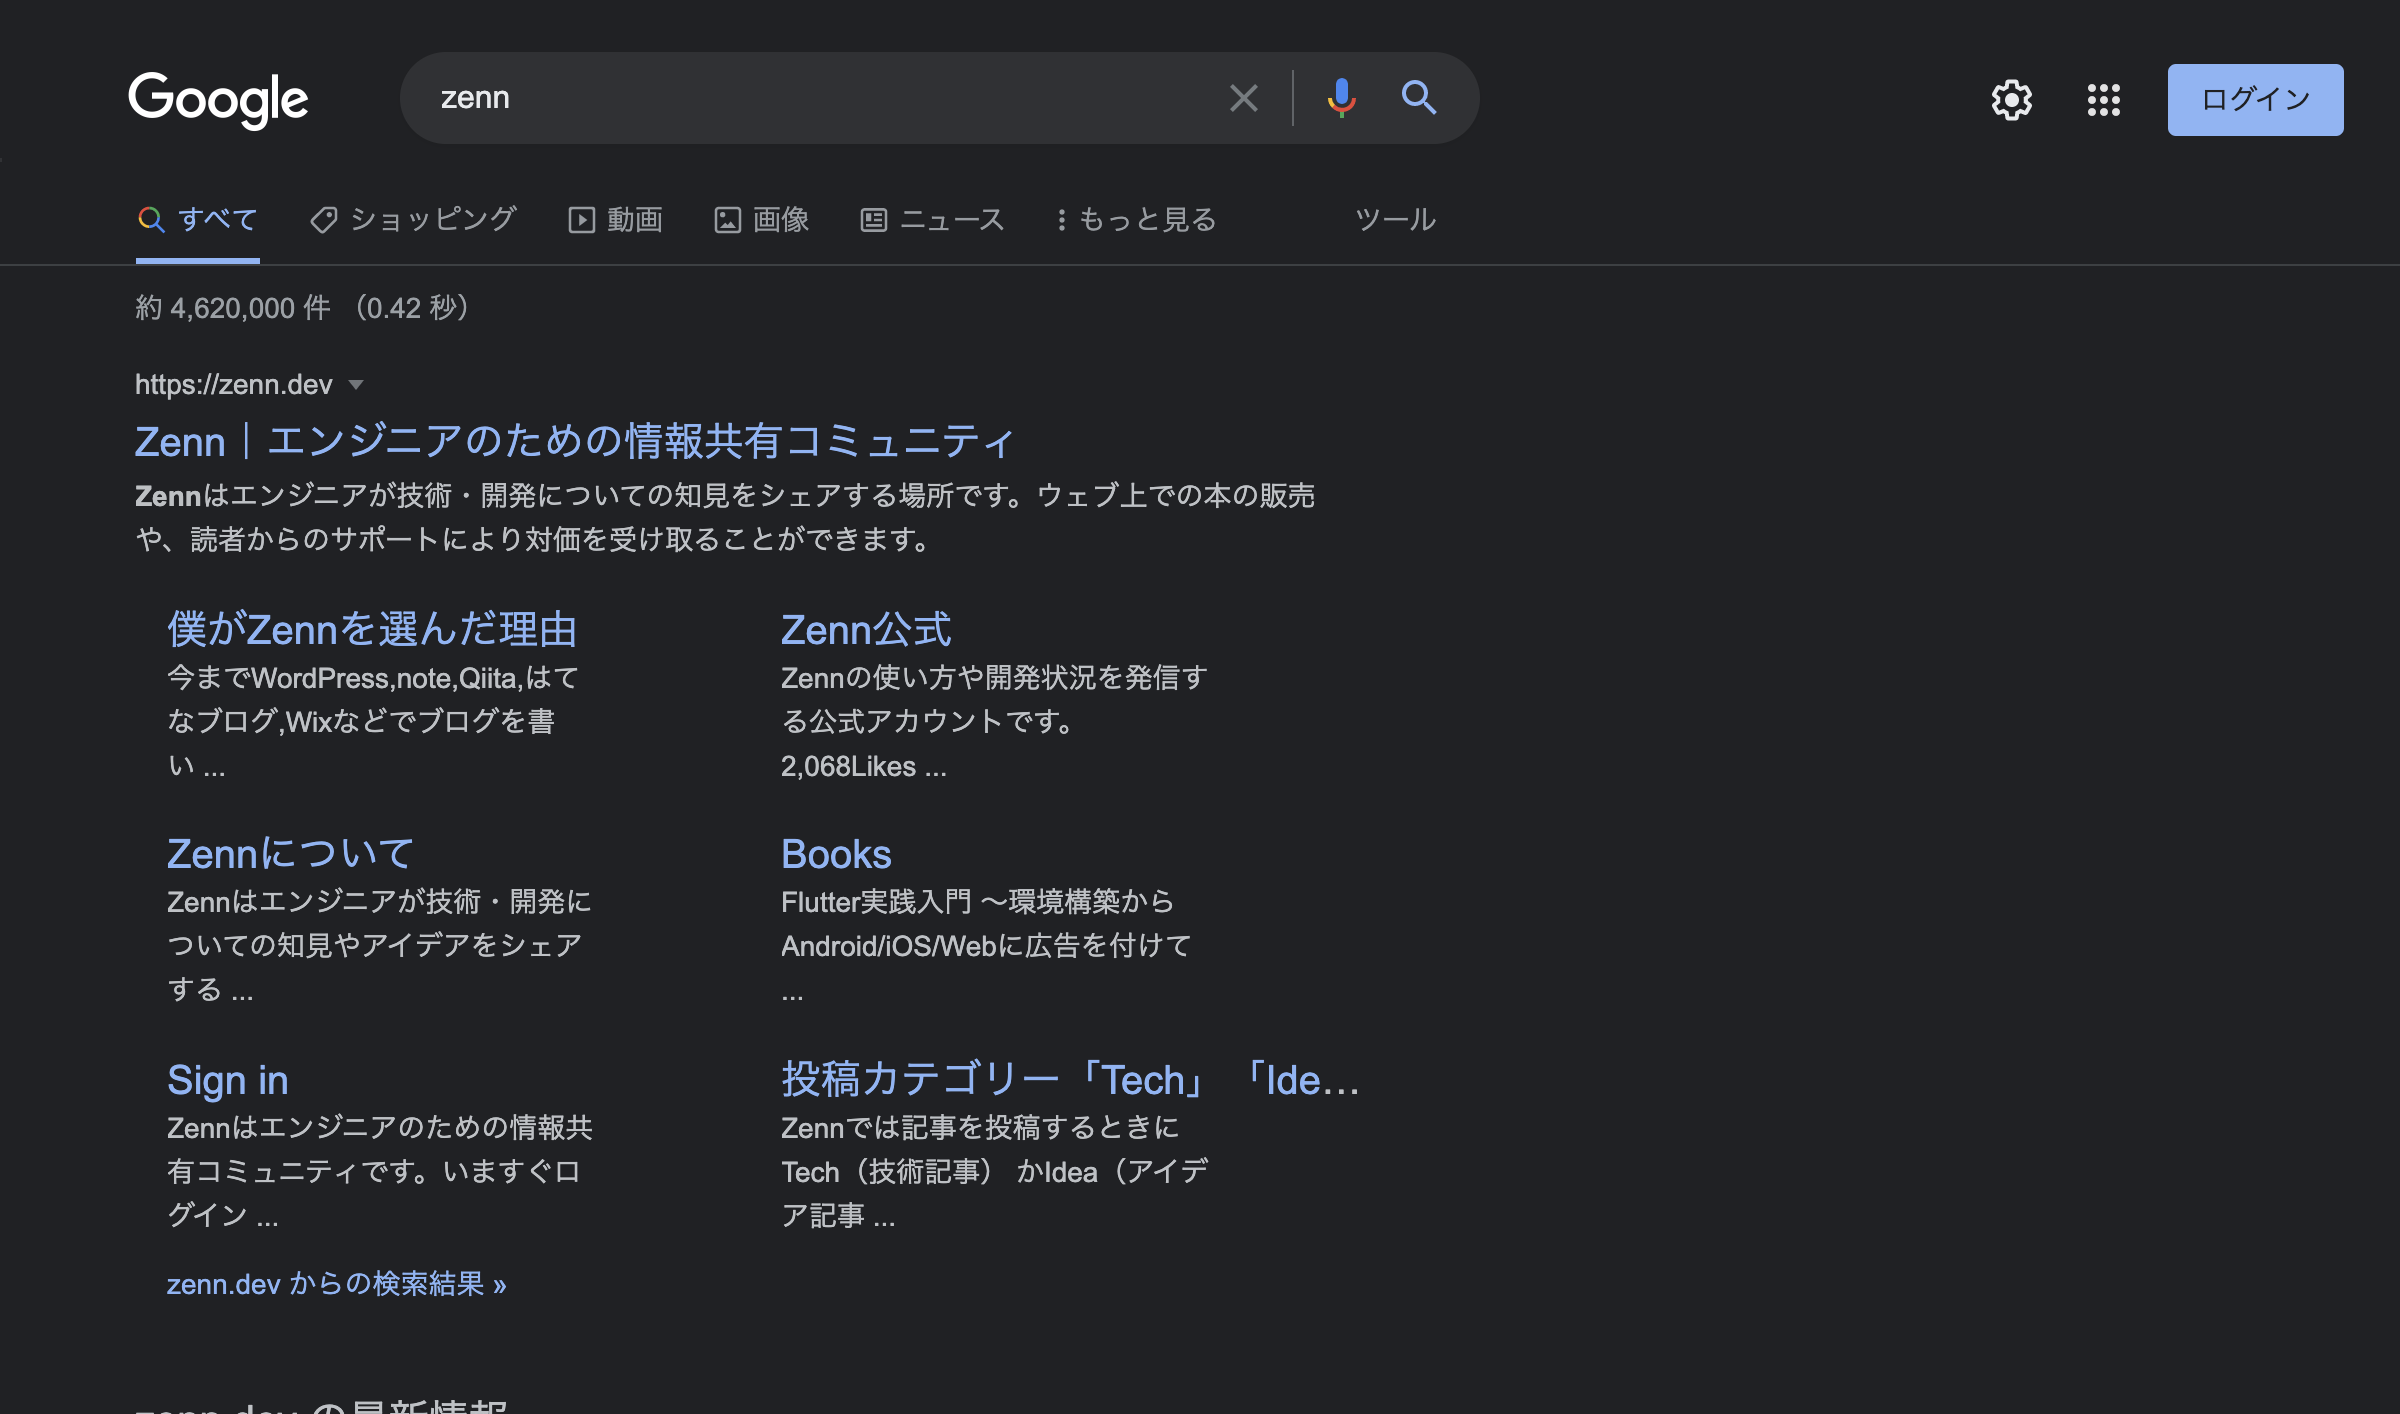 Google
zenn
ログイン
すべて ショッピング 動画 画像 ニュース もっと見る ツール
約 4,620,000 件 （0.42 秒）
https://zenn.dev
Zenn｜エンジニアのための情報共有コミュニティ
Zennはエンジニアが技術・開発についての知見をシェアする場所です。ウェブ上での本の販売
や、読者からのサポートにより対価を受け取ることができます。
僕がZennを選んだ理由
今までWordPress,note,Qiita,はて
なブログ,Wixなどでブログを書
い ...
Zenn公式
Zennの使い方や開発状況を発信す
る公式アカウントです。
2,068Likes ...
Zennについて
Zennはエンジニアが技術・開発に
ついての知見やアイデアをシェア
する ...
Books
Flutter実践入門 〜環境構築から
Android/iOS/Webに広告を付けて
...
Sign in
Zennはエンジニアのための情報共
有コミュニティです。いますぐロ
グイン ...
投稿カテゴリー「Tech」「Ide...
Zennでは記事を投稿するときに
Tech（技術記事） かIdea（アイデ
ア記事 ...
zenn.dev からの検索結果 »
zenn.dev の最新情報